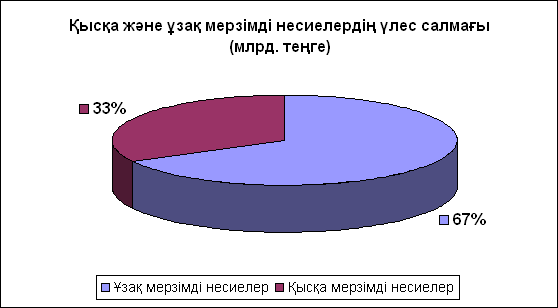 Қысқа және ұзақ мерзімді несиелердің үлес салмағы
(млрд. теңге)
33%
67%
Ұзақ мерзімді несиелер Қысқа мерзімді несиелер